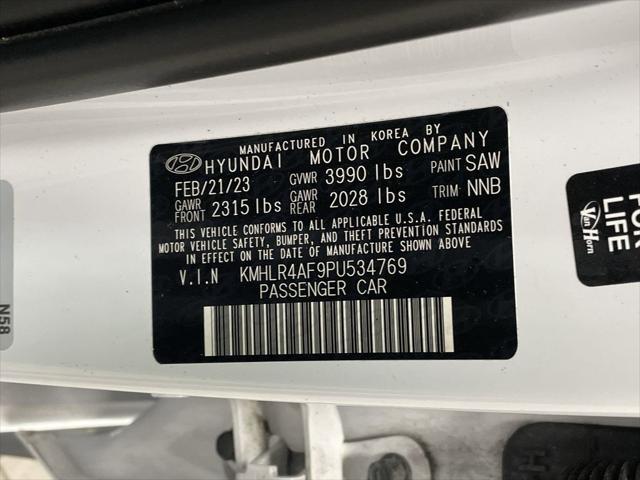 MANUFACTURED IN KOREA BY
HYUNDAI MOTOR COMPANY
FEB/21/23 GVWR 3990 lbs PAINT SAW
GAWR FRONT 2315 lbs GAWR REAR 2028 lbs TRIM NNB
THIS VEHICLE CONFORMS TO ALL APPLICABLE U.S.A. FEDERAL
MOTOR VEHICLE SAFETY, BUMPER, AND THEFT PREVENTION STANDARDS
IN EFFECT ON THE DATE OF MANUFACTURE SHOWN ABOVE.
V.I.N KMHLR4AF9PU534769
PASSENGER CAR
N58
FOR
LIFE
Van Horn